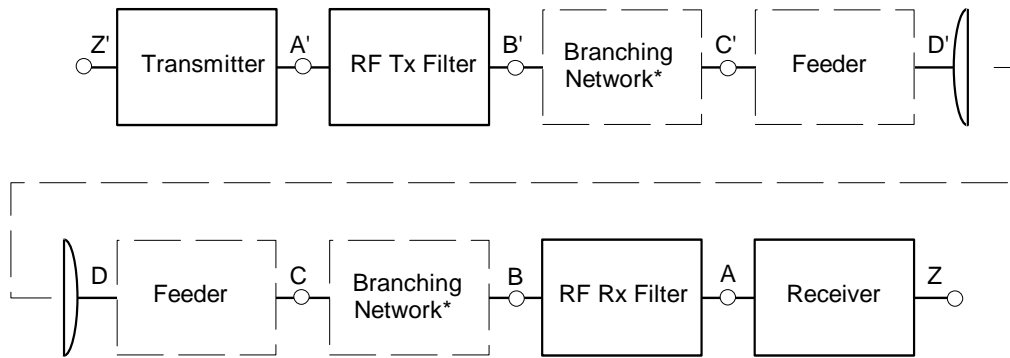 Z' Transmitter A' RF Tx Filter B' Branching Network* C' Feeder D'
D Feeder C Branching Network* B RF Rx Filter A Receiver Z